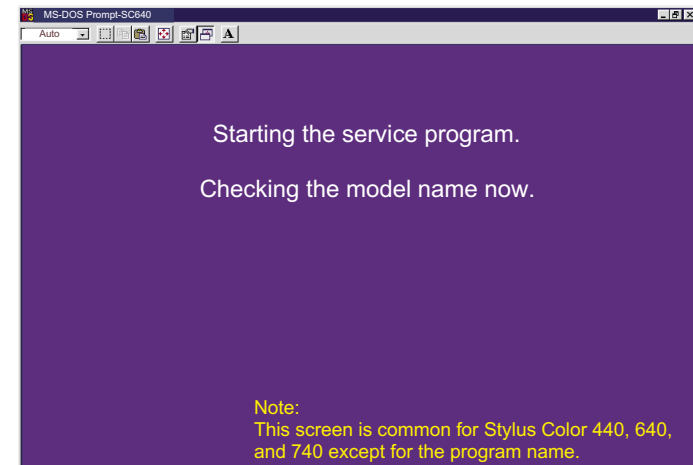 MS-DOS Prompt-SC640
Auto
A
Starting the service program.
Checking the model name now.
Note:
This screen is common for Stylus Color 440, 640,
and 740 except for the program name.